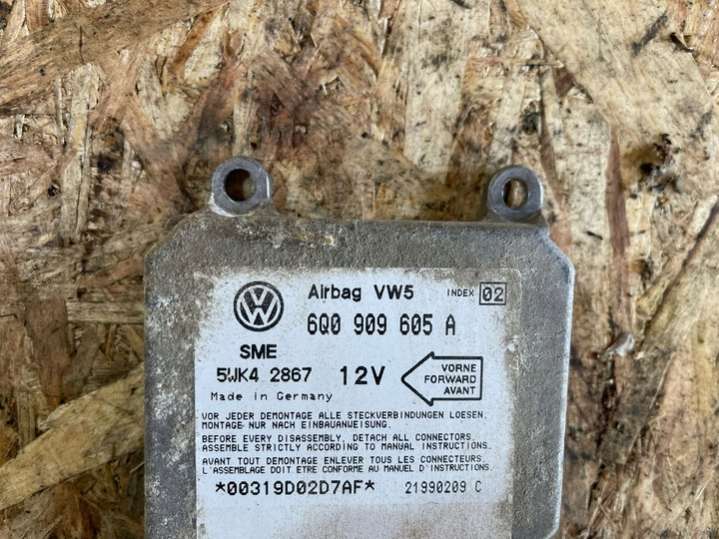 VW
Airbag VW5 INDEX 02
6Q0 909 605 A
SME
5WK4 2867 12V
VORNE
FORWARD
AVANT
Made in Germany
VOR JEDER DEMONTAGE ALLE STECKVERBINDUNGEN LOESEN.
MONTAGE NUR NACH EINBAUANWEISUNG.
BEFORE EVERY DISASSEMBLY, DETACH ALL CONNECTORS.
ASSEMBLE STRICTLY ACCORDING TO MANUAL INSTRUCTIONS.
AVANT TOUT DEMONTAGE ENLEVER TOUS LES CONNECTEURS.
L'ASSEMBLAGE DOIT ETRE CONFORME AU MANUEL D'INSTRUCTIONS.
*00319D02D7AF* 21990209 C